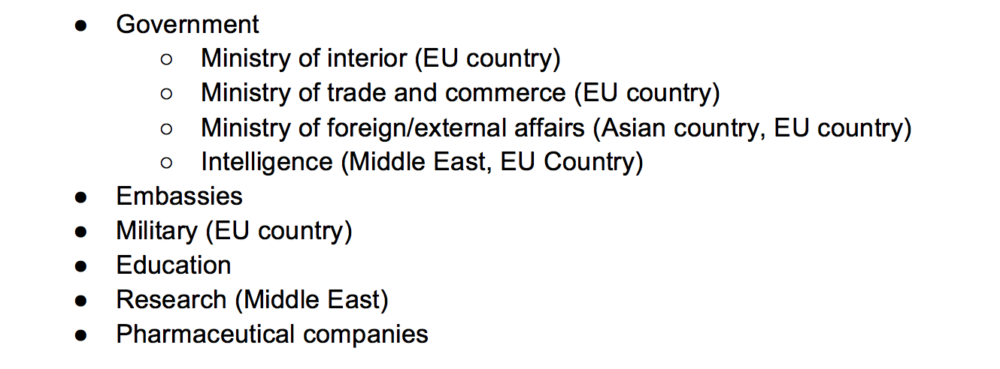 ● Government
○ Ministry of interior (EU country)
○ Ministry of trade and commerce (EU country)
○ Ministry of foreign/external affairs (Asian country, EU country)
○ Intelligence (Middle East, EU Country)
● Embassies
● Military (EU country)
● Education
● Research (Middle East)
● Pharmaceutical companies